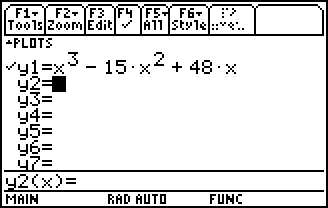 F1▾ F2▾ F3 F4 F5▾ F6▾
Tools Zoom Edit ✓ All Style
▴PLOTS
✓y1=x³ - 15·x² + 48·x
y2=
y3=
y4=
y5=
y6=
y7=
y2(x)=
MAIN RAD AUTO FUNC